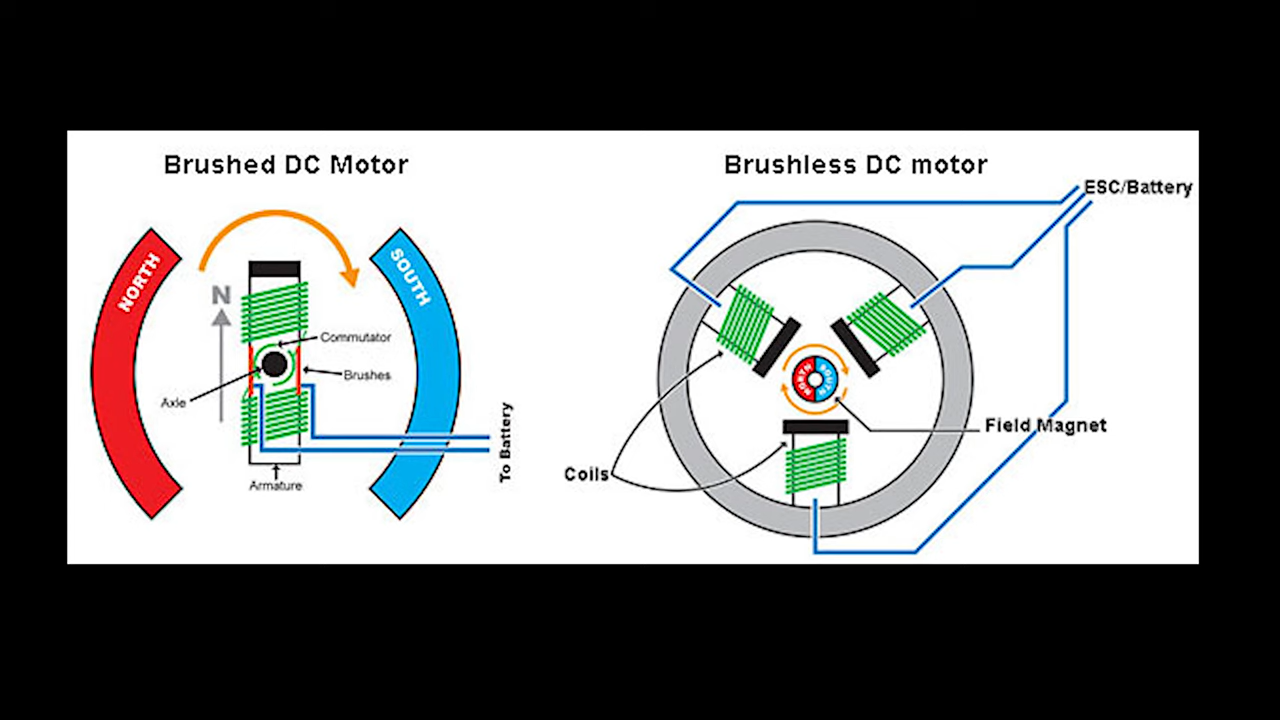 Brushed DC Motor
NORTH
SOUTH
N
Commutator
Brushes
Axle
Armature
To Battery
Brushless DC motor
ESC/Battery
NORTH
SOUTH
Field Magnet
Coils